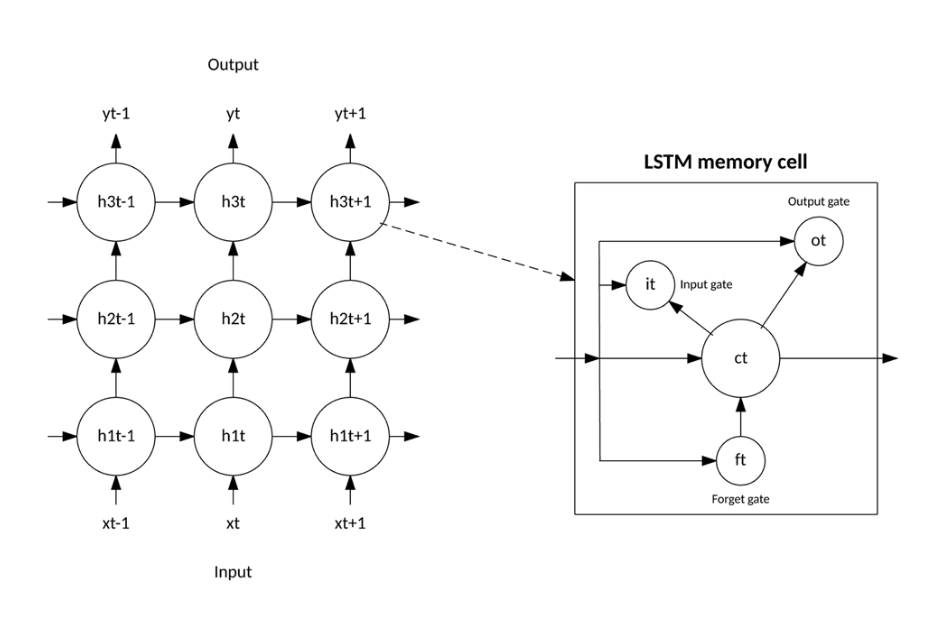 Output
yt-1 yt yt+1
LSTM memory cell
h3t-1 h3t h3t+1
Output gate
ot
it Input gate
h2t-1 h2t h2t+1
ct
h1t-1 h1t h1t+1
ft
Forget gate
xt-1 xt xt+1
Input